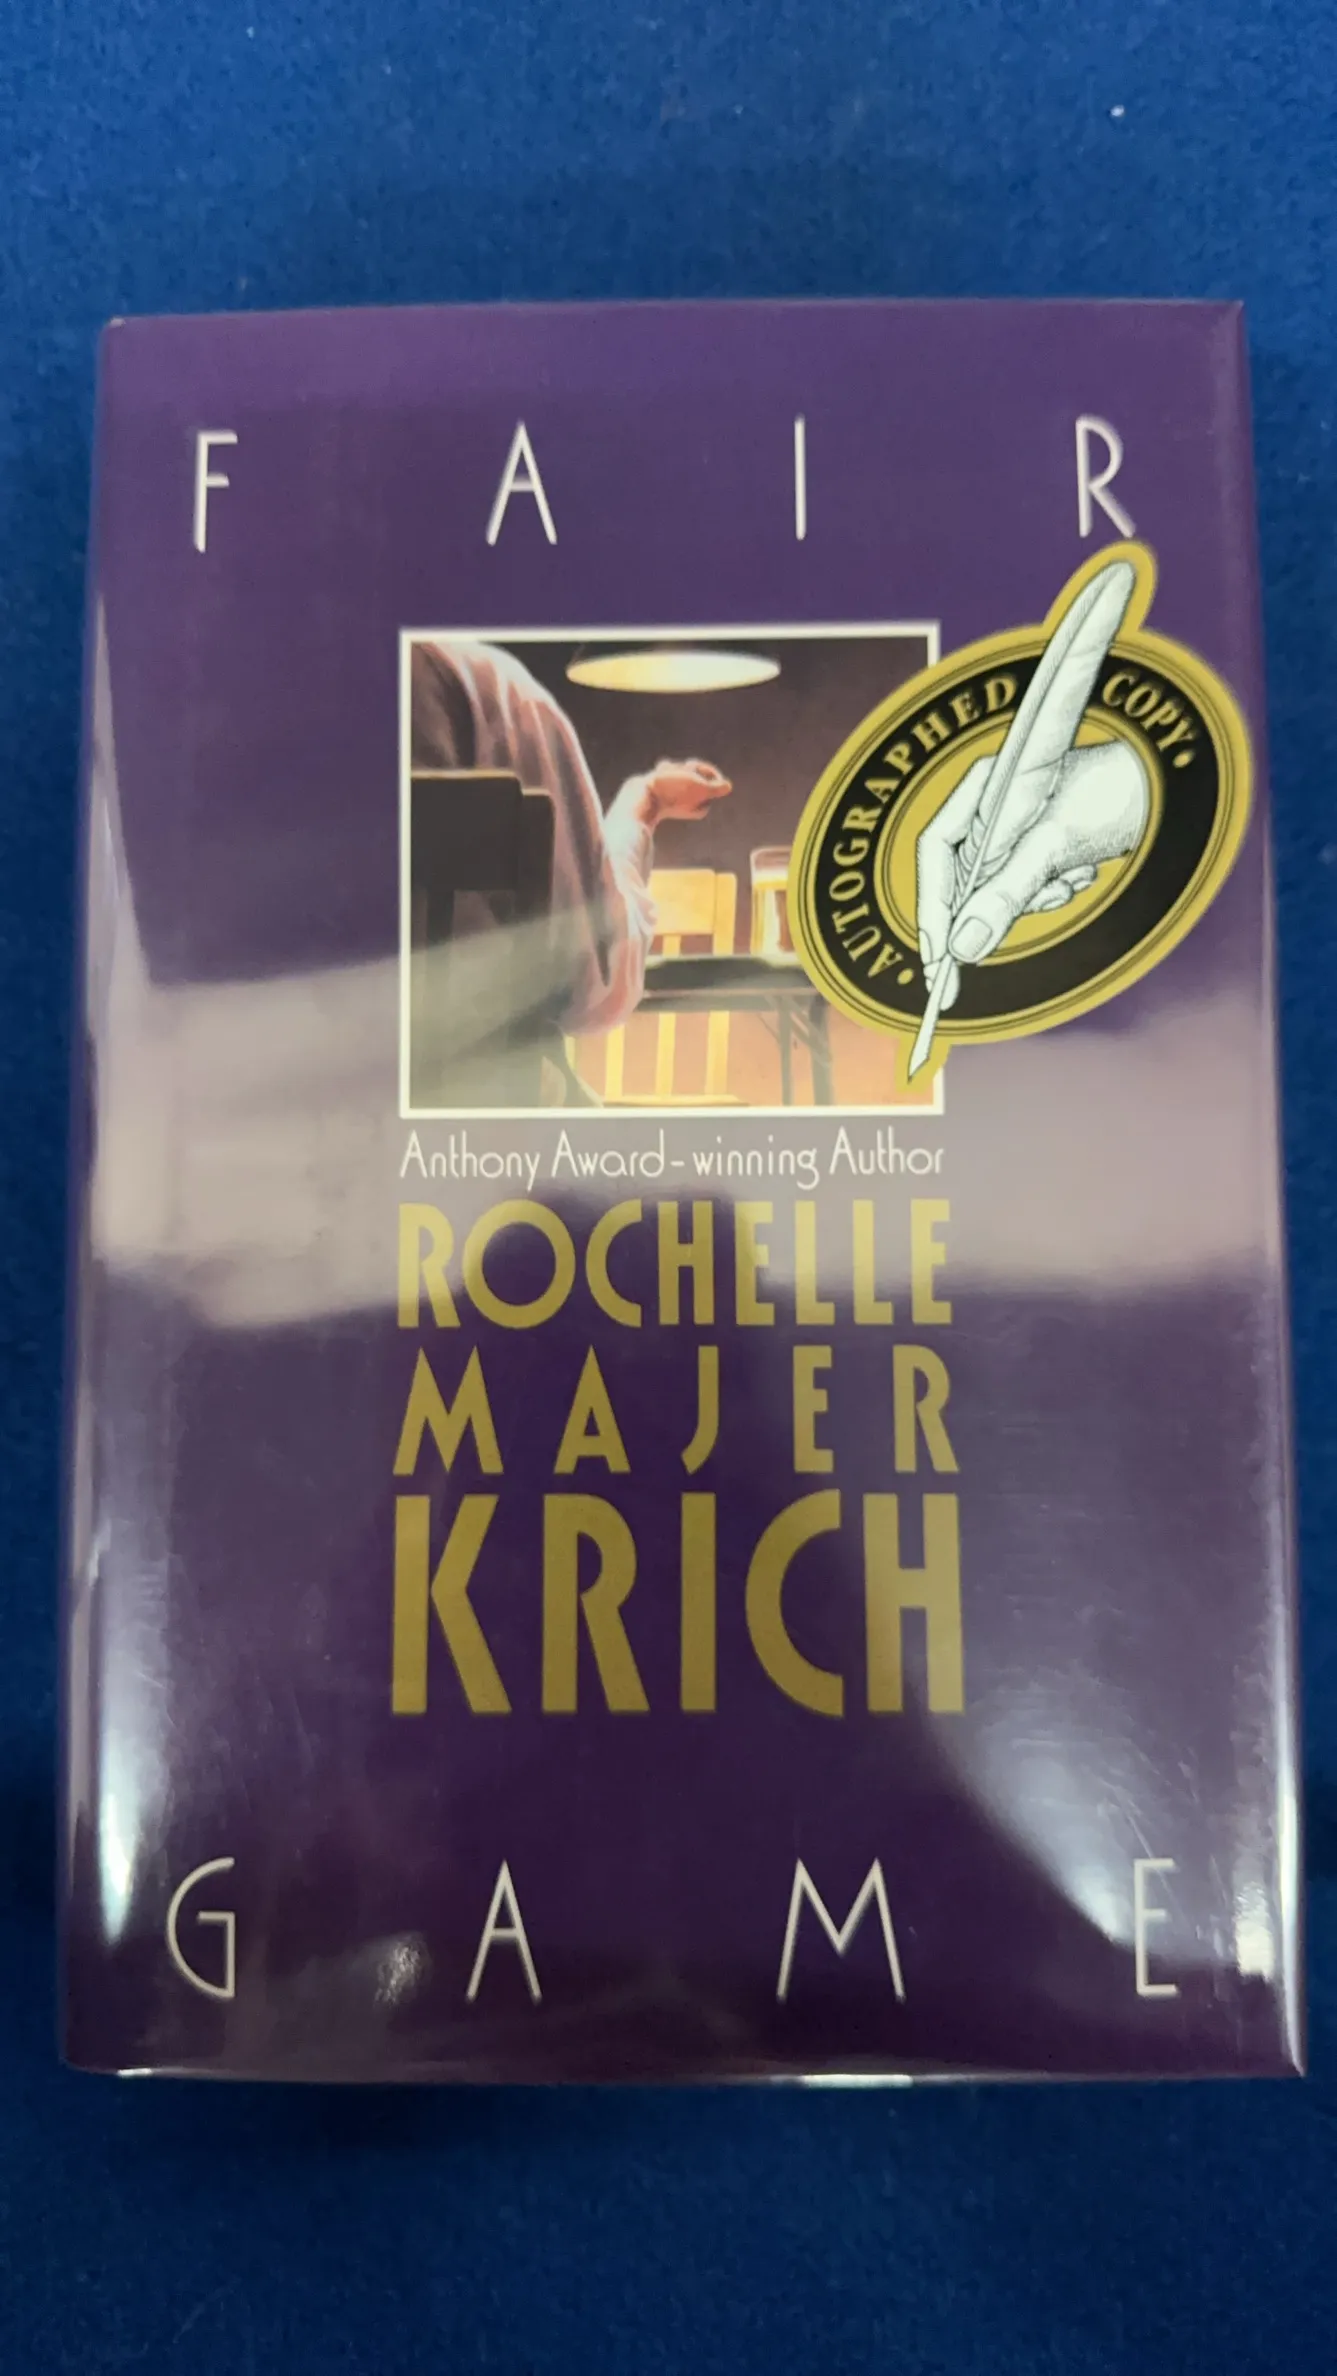 FAIR
• AUTOGRAPHED COPY •
Anthony Award-winning Author
ROCHELLE
MAJER
KRICH
GAME